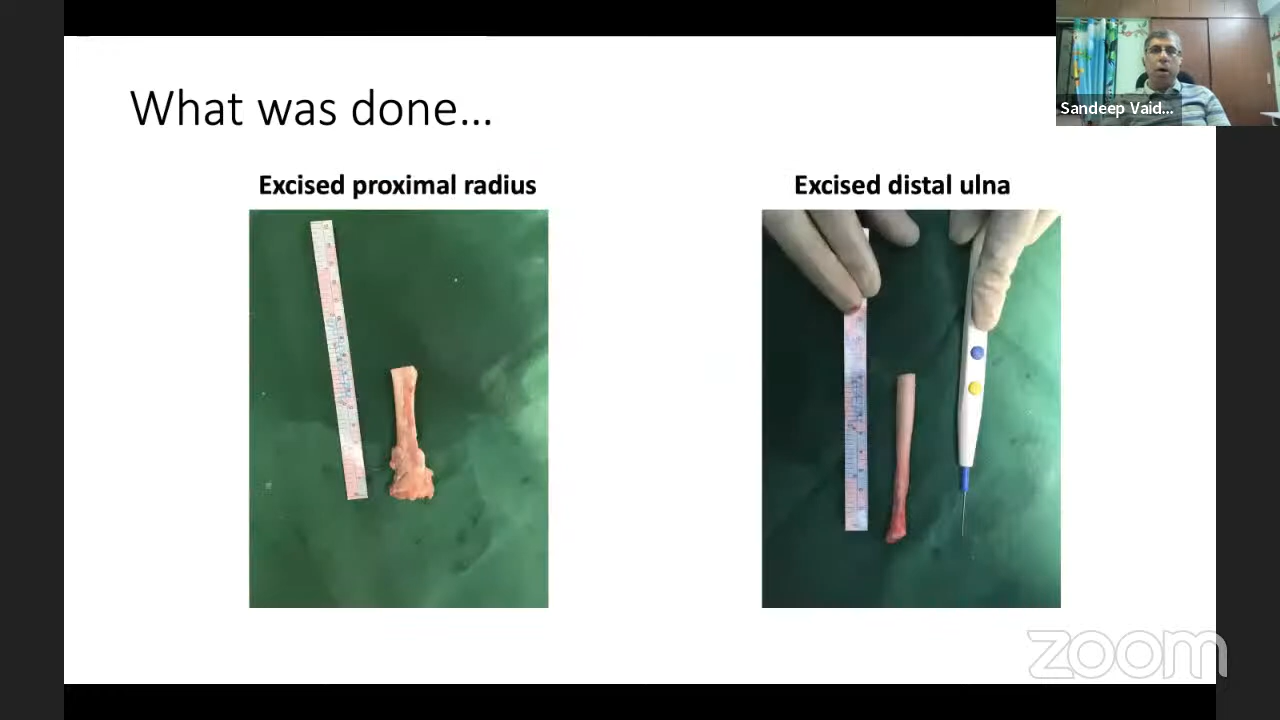 What was done...
Sandeep Vaid...
Excised proximal radius
Excised distal ulna
zoom